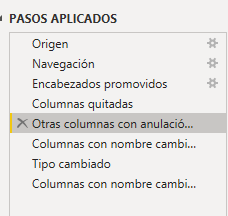 PASOS APLICADOS
Origen
Navegación
Encabezados promovidos
Columnas quitadas
Otras columnas con anulació...
Columnas con nombre cambi...
Tipo cambiado
Columnas con nombre cambi...